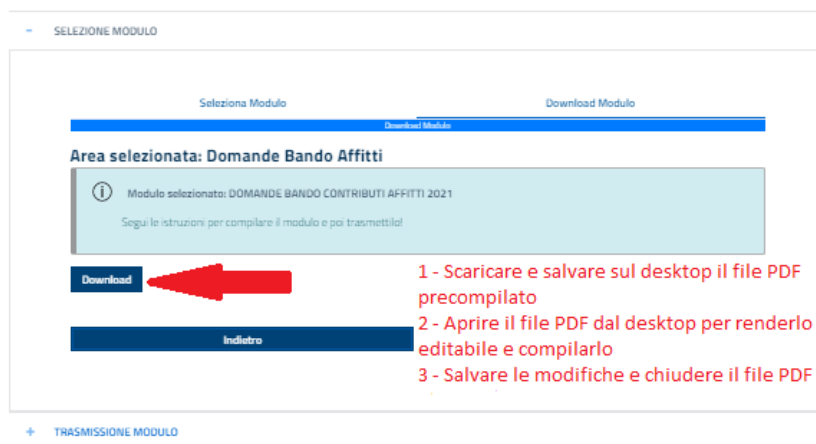 SELEZIONE MODULO
Seleziona Modulo
Download Modulo
Download Modulo
Area selezionata: Domande Bando Affitti
Modulo selezionato: DOMANDE BANDO CONTRIBUTI AFFITTI 2021
Segui le istruzioni per compilare il modulo e poi trasmettilo!
Download
1 - Scaricare e salvare sul desktop il file PDF
precompilato
2 - Aprire il file PDF dal desktop per renderlo
editabile e compilarlo
3 - Salvare le modifiche e chiudere il file PDF
Indietro
TRASMISSIONE MODULO